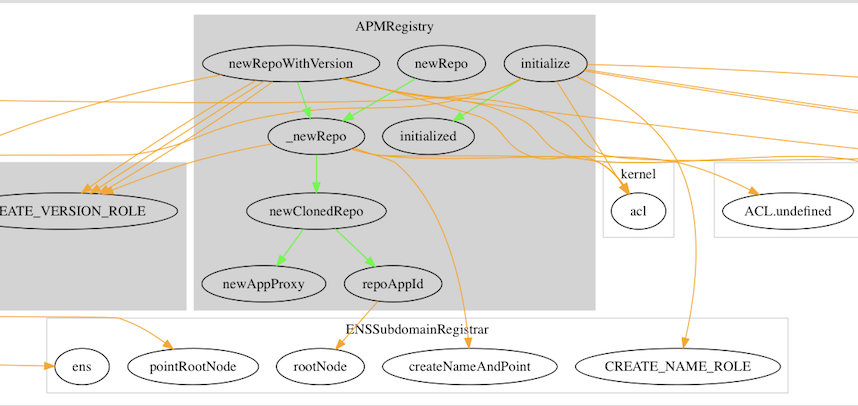 APMRegistry
newRepoWithVersion newRepo initialize
_newRepo initialized
kernel
EATE_VERSION_ROLE newClonedRepo acl ACL.undefined
newAppProxy repoAppId
ENSSubdomainRegistrar
ens pointRootNode rootNode createNameAndPoint CREATE_NAME_ROLE